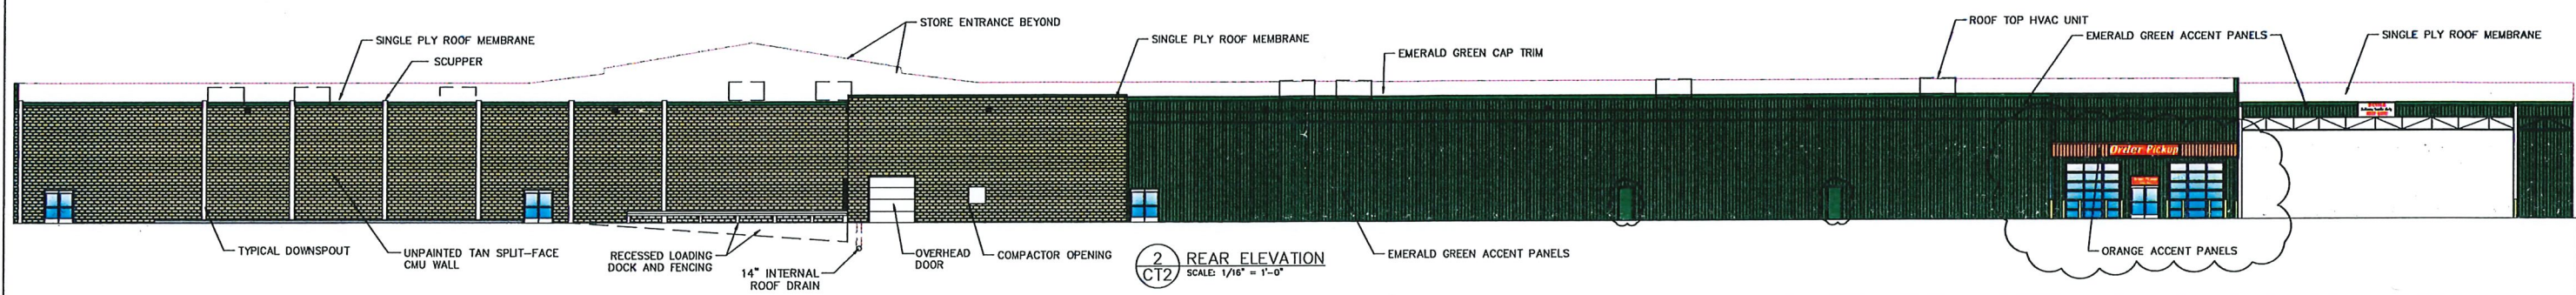 STORE ENTRANCE BEYOND
ROOF TOP HVAC UNIT
SINGLE PLY ROOF MEMBRANE
SINGLE PLY ROOF MEMBRANE
EMERALD GREEN ACCENT PANELS
SINGLE PLY ROOF MEMBRANE
EMERALD GREEN CAP TRIM
SCUPPER
Order Pickup
TYPICAL DOWNSPOUT
UNPAINTED TAN SPLIT-FACE
CMU WALL
RECESSED LOADING
DOCK AND FENCING
14" INTERNAL
ROOF DRAIN
OVERHEAD
DOOR
COMPACTOR OPENING
2
CT2
REAR ELEVATION
SCALE: 1/16" = 1'-0"
EMERALD GREEN ACCENT PANELS
ORANGE ACCENT PANELS